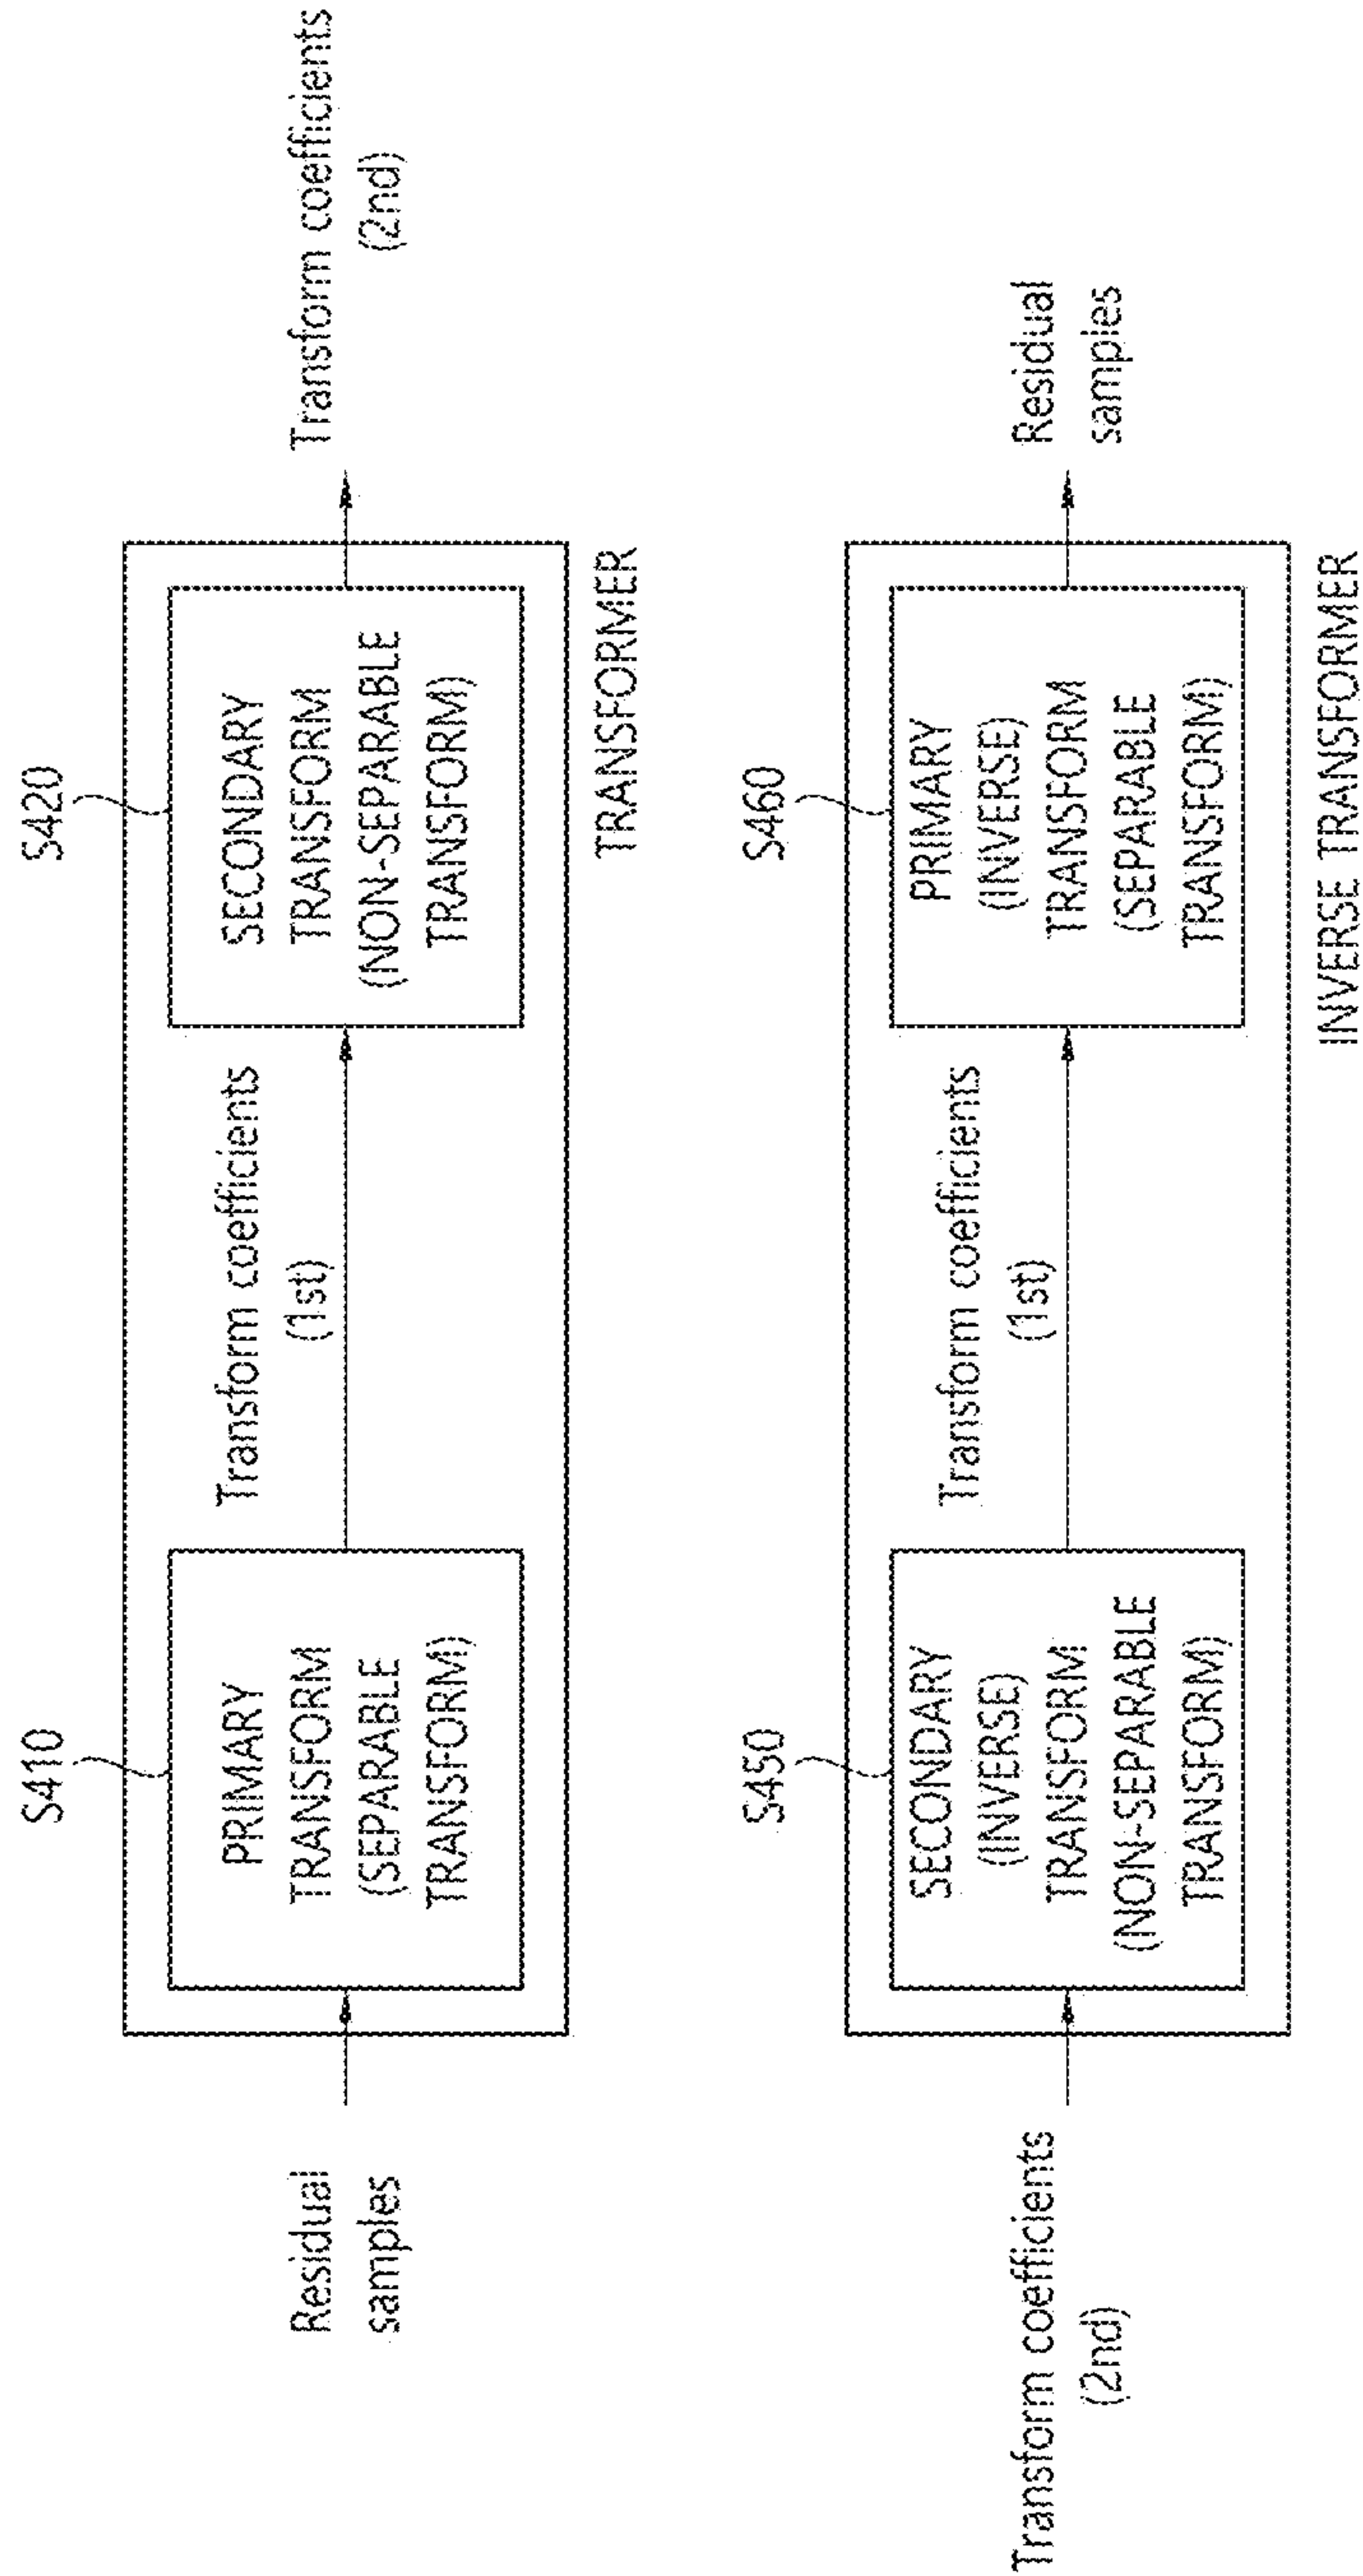 S410
S420
Residual
samples
PRIMARY
TRANSFORM
(SEPARABLE
TRANSFORM)
Transform coefficients
(1st)
SECONDARY
TRANSFORM
(NON-SEPARABLE
TRANSFORM)
Transform coefficients
(2nd)
TRANSFORMER
S450
S460
Transform coefficients
(2nd)
SECONDARY
(INVERSE)
TRANSFORM
(NON-SEPARABLE
TRANSFORM)
Transform coefficients
(1st)
PRIMARY
(INVERSE)
TRANSFORM
(SEPARABLE
TRANSFORM)
Residual
samples
INVERSE TRANSFORMER